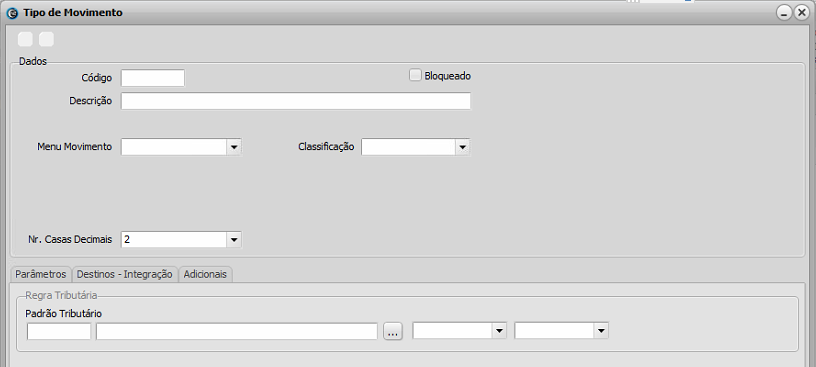 Tipo de Movimento
Dados
Código
Bloqueado
Descrição
Menu Movimento
Classificação
Nr. Casas Decimais 2
Parâmetros Destinos - Integração Adicionais
Regra Tributária
Padrão Tributário
...